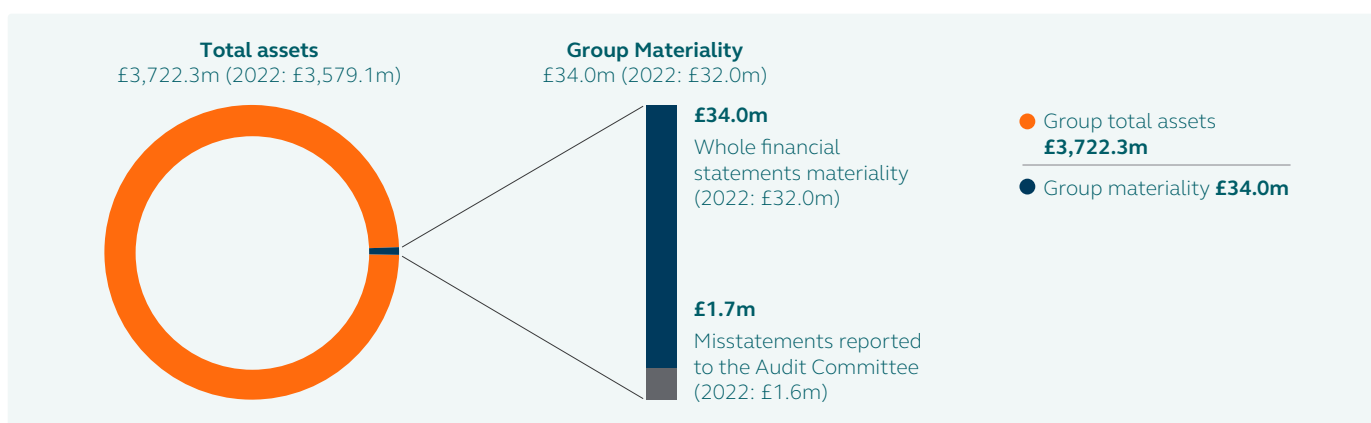 Total assets
£3,722.3m (2022: £3,579.1m)
Group Materiality
£34.0m (2022: £32.0m)
£34.0m
Whole financial
statements materiality
(2022: £32.0m)
£1.7m
Misstatements reported
to the Audit Committee
(2022: £1.6m)
Group total assets
£3,722.3m
Group materiality £34.0m